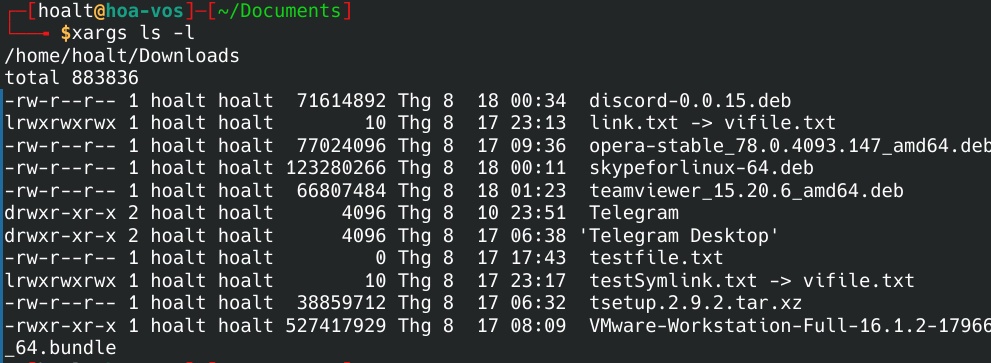 ┌─[hoalt@hoa-vos]─[~/Documents]
└──╼ $xargs ls -l
/home/hoalt/Downloads
total 883836
-rw-r--r-- 1 hoalt hoalt  71614892 Thg 8  18 00:34  discord-0.0.15.deb
lrwxrwxrwx 1 hoalt hoalt        10 Thg 8  17 23:13  link.txt -> vifile.txt
-rw-r--r-- 1 hoalt hoalt  77024096 Thg 8  17 09:36  opera-stable_78.0.4093.147_amd64.deb
-rw-r--r-- 1 hoalt hoalt 123280266 Thg 8  18 00:11  skypeforlinux-64.deb
-rw-r--r-- 1 hoalt hoalt  66807484 Thg 8  18 01:23  teamviewer_15.20.6_amd64.deb
drwxr-xr-x 2 hoalt hoalt      4096 Thg 8  10 23:51  Telegram
drwxr-xr-x 2 hoalt hoalt      4096 Thg 8  17 06:38 'Telegram Desktop'
-rw-r--r-- 1 hoalt hoalt         0 Thg 8  17 17:43  testfile.txt
lrwxrwxrwx 1 hoalt hoalt        10 Thg 8  17 23:17  testSymlink.txt -> vifile.txt
-rw-r--r-- 1 hoalt hoalt  38859712 Thg 8  17 06:32  tsetup.2.9.2.tar.xz
-rwxr-xr-x 1 hoalt hoalt 527417929 Thg 8  17 08:09  VMware-Workstation-Full-16.1.2-17966
_64.bundle